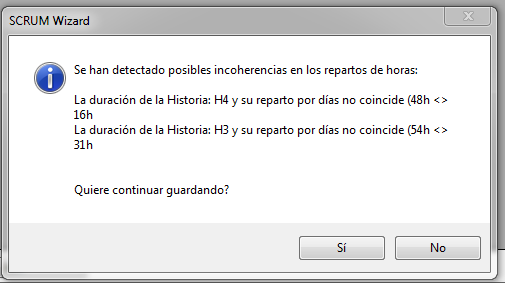 SCRUM Wizard
Se han detectado posibles incoherencias en los repartos de horas:
La duración de la Historia: H4 y su reparto por días no coincide (48h <>
16h
La duración de la Historia: H3 y su reparto por días no coincide (54h <>
31h
Quiere continuar guardando?
Sí
No